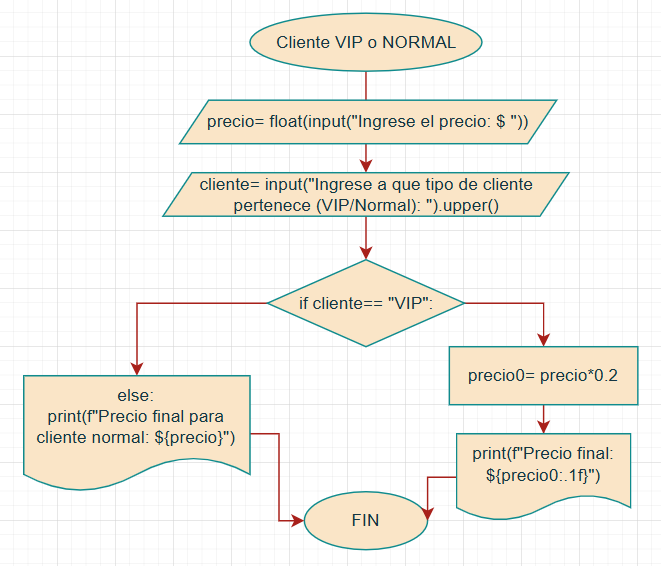 Cliente VIP o NORMAL
precio= float(input("Ingrese el precio: $ "))
cliente= input("Ingrese a que tipo de cliente
pertenece (VIP/Normal): ").upper()
if cliente== "VIP":
else:
print(f"Precio final para
cliente normal: ${precio}")
precio0= precio*0.2
print(f"Precio final:
${precio0:.1f}")
FIN